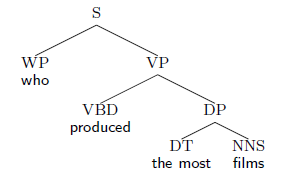 S
WP VP
who
VBD DP
produced
DT NNS
the most films